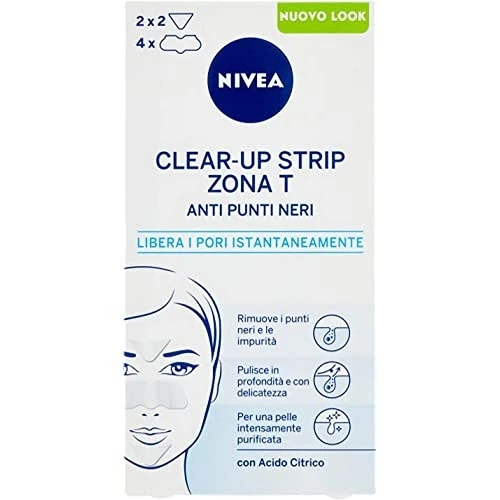 2 x 2
4 x
NUOVO LOOK
NIVEA
CLEAR-UP STRIP
ZONA T
ANTI PUNTI NERI
LIBERA I PORI ISTANTANEAMENTE
Rimuove i punti
neri e le
impurità
Pulisce in
profondità e con
delicatezza
Per una pelle
intensamente
purificata
con Acido Citrico